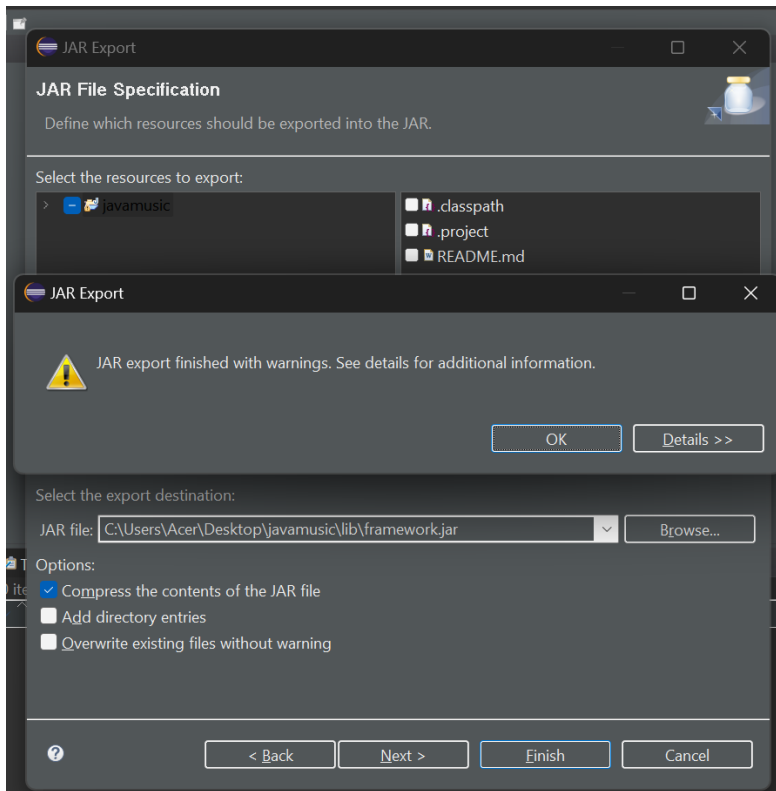 JAR Export
JAR File Specification
Define which resources should be exported into the JAR.
Select the resources to export:
javamusic
.classpath
.project
README.md
JAR Export
JAR export finished with warnings. See details for additional information.
OK
Details >>
Select the export destination:
JAR file: C:\Users\Acer\Desktop\javamusic\lib\framework.jar
Browse...
Options:
Compress the contents of the JAR file
Add directory entries
Overwrite existing files without warning
< Back
Next >
Finish
Cancel